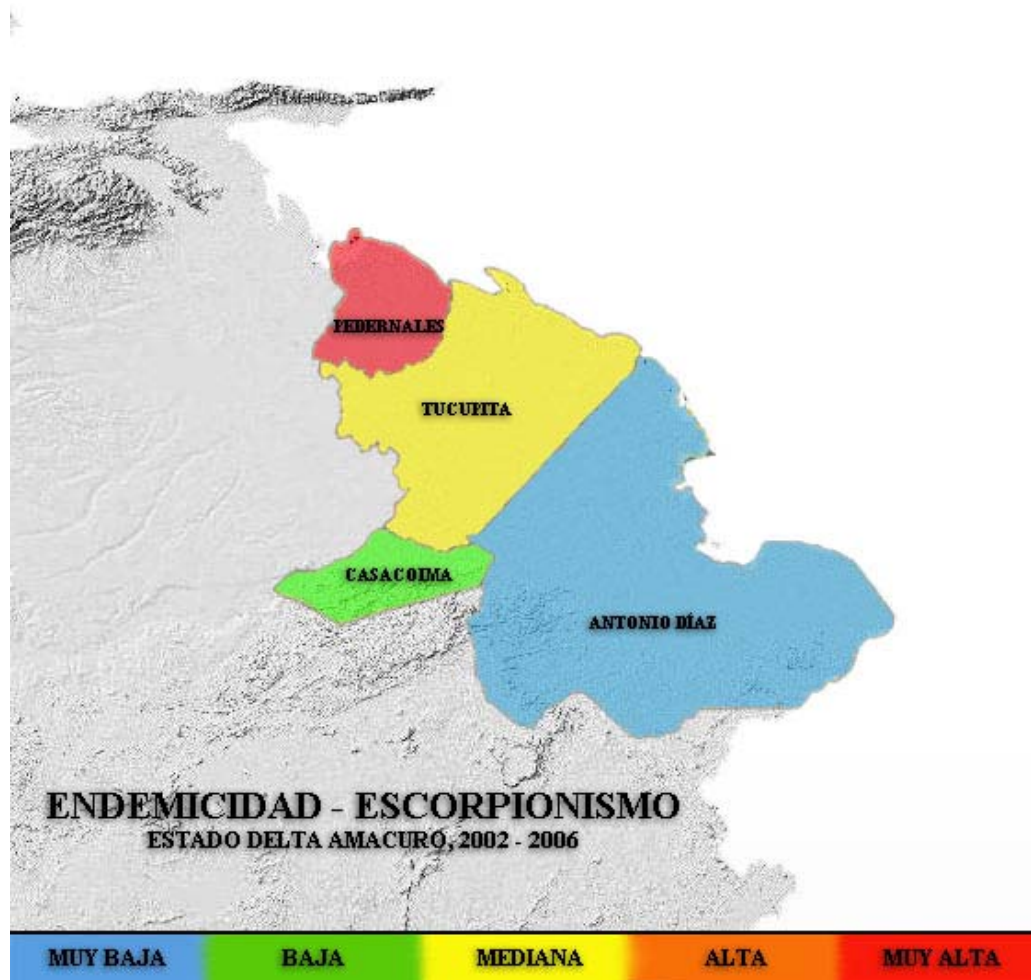 PEDERNALES
TUCUPITA
CASACOIMA
ANTONIO DÍAZ
ENDEMICIDAD - ESCORPIONISMO
ESTADO DELTA AMACURO, 2002 - 2006
MUY BAJA BAJA MEDIANA ALTA MUY ALTA